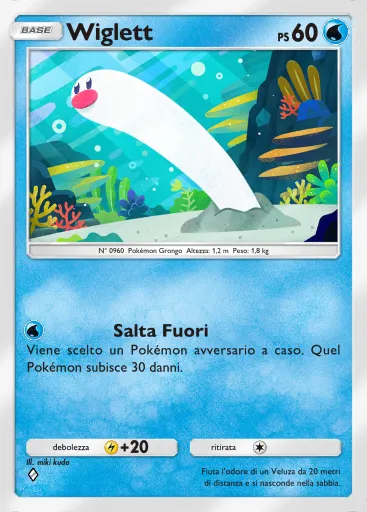 BASE Wiglett PS 60
N° 0960 Pokémon Grongo Altezza: 1,2 m Peso: 1,8 kg
Salta Fuori
Viene scelto un Pokémon avversario a caso. Quel
Pokémon subisce 30 danni.
debolezza +20 ritirata
Ill. miki kudo
Fiuta l'odore di un Veluza da 20 metri
di distanza e si nasconde nella sabbia.